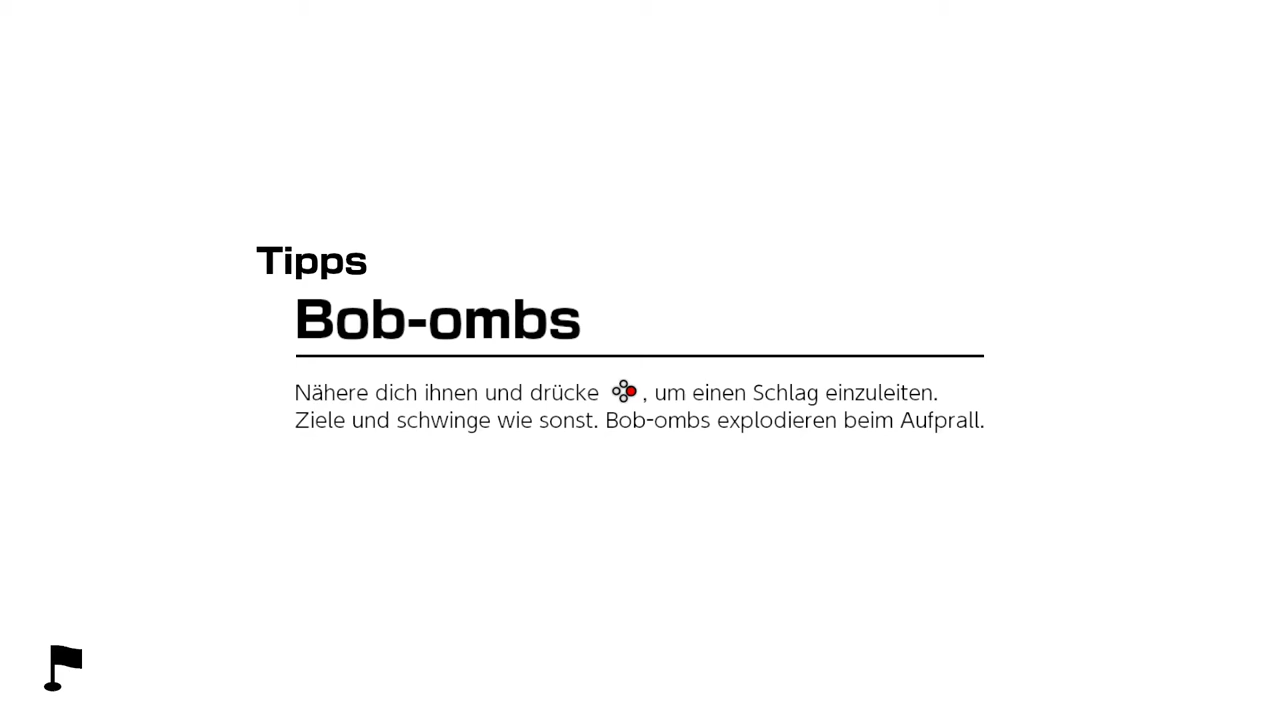 Tipps
Bob-ombs
Nähere dich ihnen und drücke , um einen Schlag einzuleiten.
Ziele und schwinge wie sonst. Bob-ombs explodieren beim Aufprall.